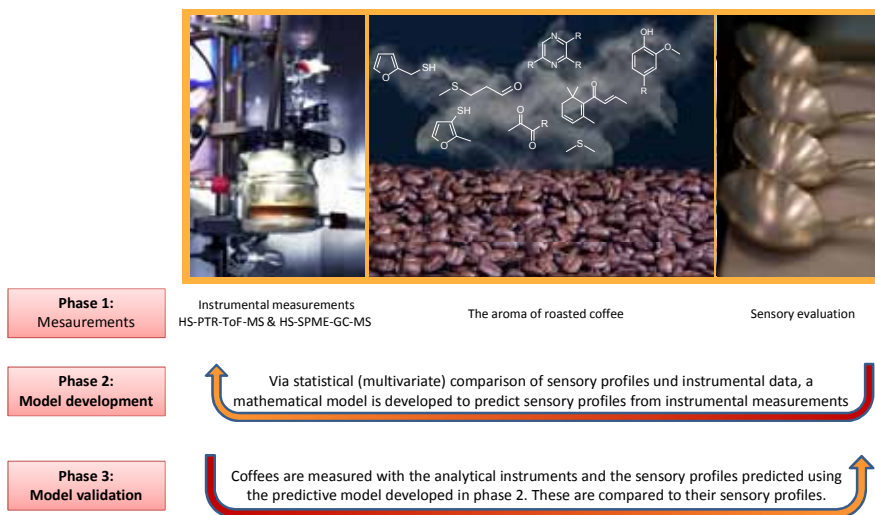 SH
S
O
O
SH
O
N
N
R
R
R
O
O
R
O
S
OH
O
R
Phase 1:
Mesaurements
Instrumental measurements
HS-PTR-ToF-MS & HS-SPME-GC-MS
The aroma of roasted coffee
Sensory evaluation
Phase 2:
Model development
Via statistical (multivariate) comparison of sensory profiles und instrumental data, a
mathematical model is developed to predict sensory profiles from instrumental measurements
Phase 3:
Model validation
Coffees are measured with the analytical instruments and the sensory profiles predicted using
the predictive model developed in phase 2. These are compared to their sensory profiles.